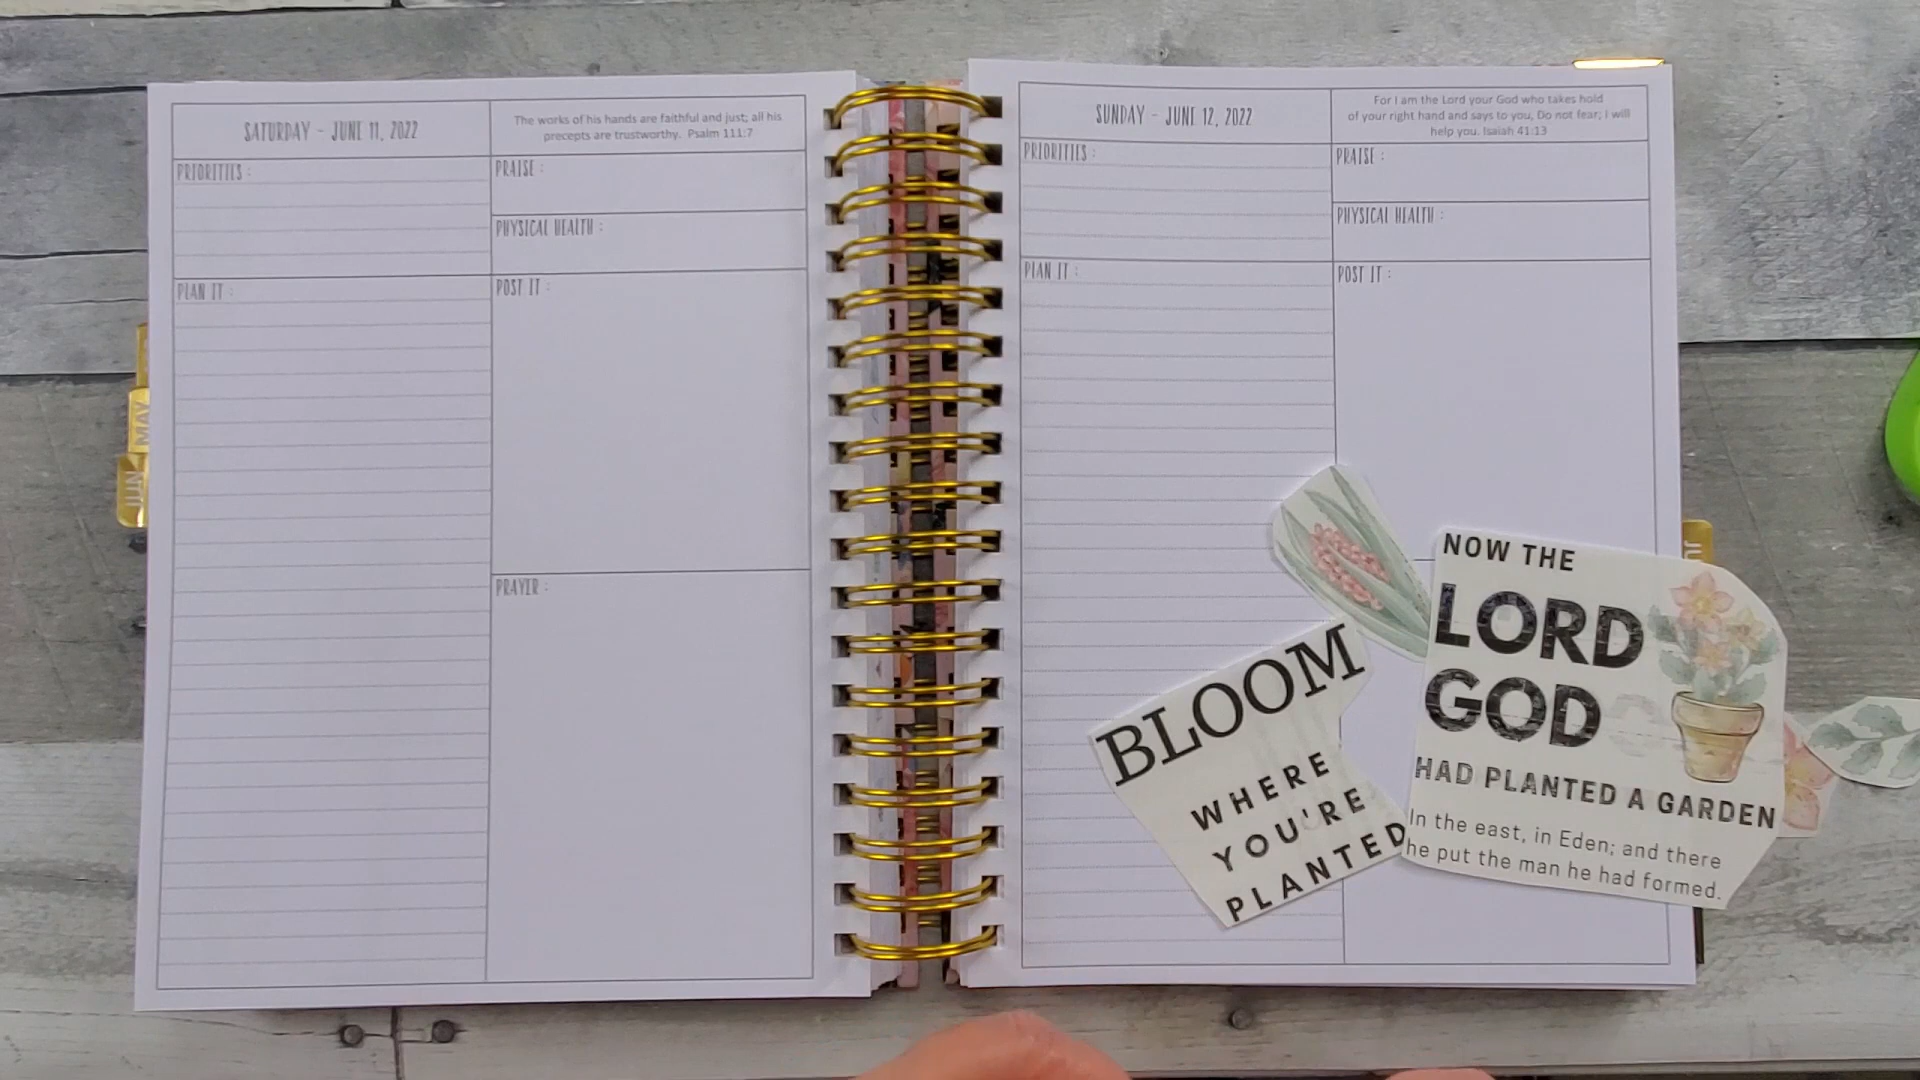 SATURDAY - JUNE 11, 2022
The works of his hands are faithful and just; all his
precepts are trustworthy. Psalm 111:7
PRIORITIES :
PRAISE :
PHYSICAL HEALTH :
PLAN IT :
POST IT :
PRAYER :
MAY
JUN
SUNDAY - JUNE 12, 2022
For I am the Lord your God who takes hold
of your right hand and says to you, Do not fear; I will
help you. Isaiah 41:13
PRIORITIES :
PRAISE :
PHYSICAL HEALTH :
PLAN IT :
POST IT :
BLOOM
WHERE
YOU'RE
PLANTED
NOW THE
LORD
GOD
HAD PLANTED A GARDEN
In the east, in Eden; and there
he put the man he had formed.